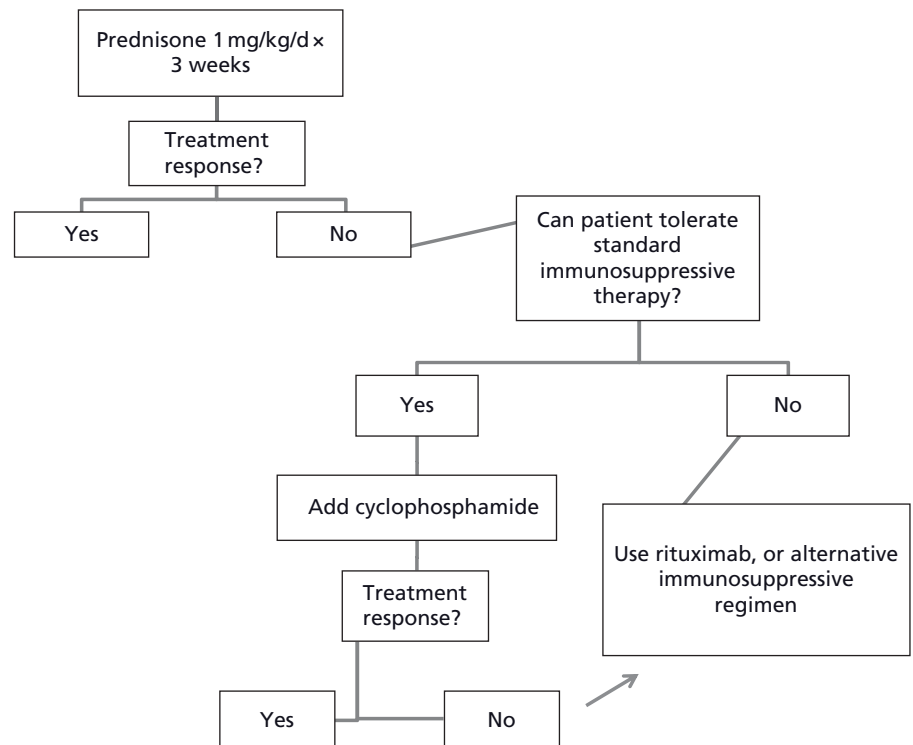 Prednisone 1 mg/kg/d ×
3 weeks
Treatment
response?
Yes
No
Can patient tolerate
standard
immunosuppressive
therapy?
Yes
No
Add cyclophosphamide
Use rituximab, or alternative
immunosuppressive
regimen
Treatment
response?
Yes
No